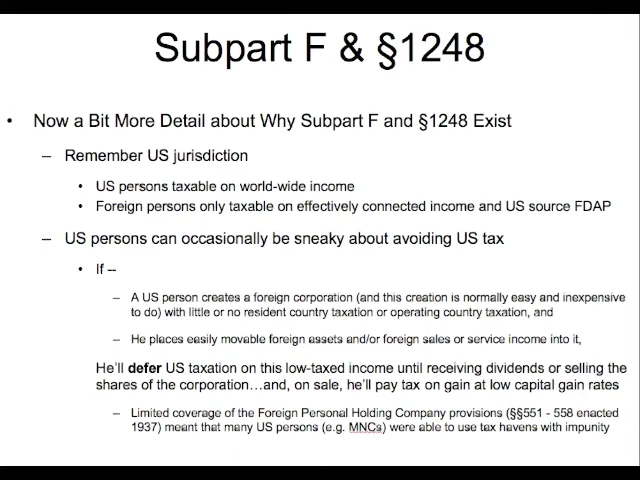 Subpart F & §1248
• Now a Bit More Detail about Why Subpart F and §1248 Exist
– Remember US jurisdiction
• US persons taxable on world-wide income
• Foreign persons only taxable on effectively connected income and US source FDAP
– US persons can occasionally be sneaky about avoiding US tax
• If --
– A US person creates a foreign corporation (and this creation is normally easy and inexpensive
to do) with little or no resident country taxation or operating country taxation, and
– He places easily movable foreign assets and/or foreign sales or service income into it,
He'll defer US taxation on this low-taxed income until receiving dividends or selling the
shares of the corporation…and, on sale, he'll pay tax on gain at low capital gain rates
– Limited coverage of the Foreign Personal Holding Company provisions (§§551 - 558 enacted
1937) meant that many US persons (e.g. MNCs) were able to use tax havens with impunity